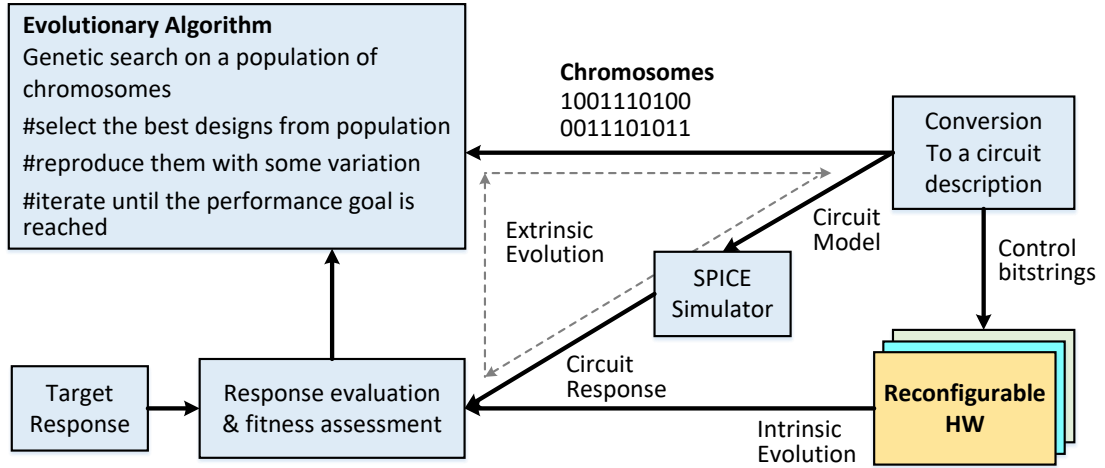 Evolutionary Algorithm
Genetic search on a population of
chromosomes
#select the best designs from population
#reproduce them with some variation
#iterate until the performance goal is
reached
Chromosomes
1001110100
0011101011
Conversion
To a circuit
description
Extrinsic
Evolution
Circuit
Model
Control
bitstrings
SPICE
Simulator
Target
Response
Response evaluation
& fitness assessment
Circuit
Response
Reconfigurable
HW
Intrinsic
Evolution